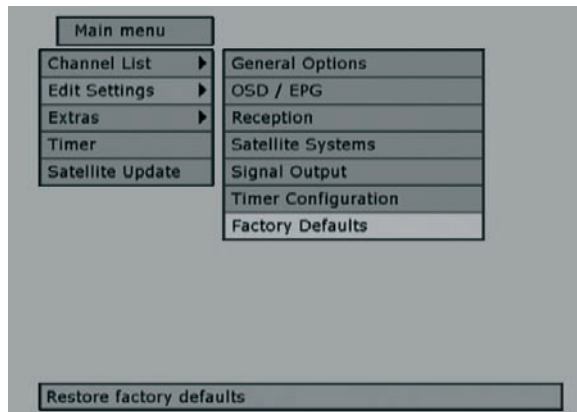 Main menu
Channel List
Edit Settings
Extras
Timer
Satellite Update
General Options
OSD / EPG
Reception
Satellite Systems
Signal Output
Timer Configuration
Factory Defaults
Restore factory defaults